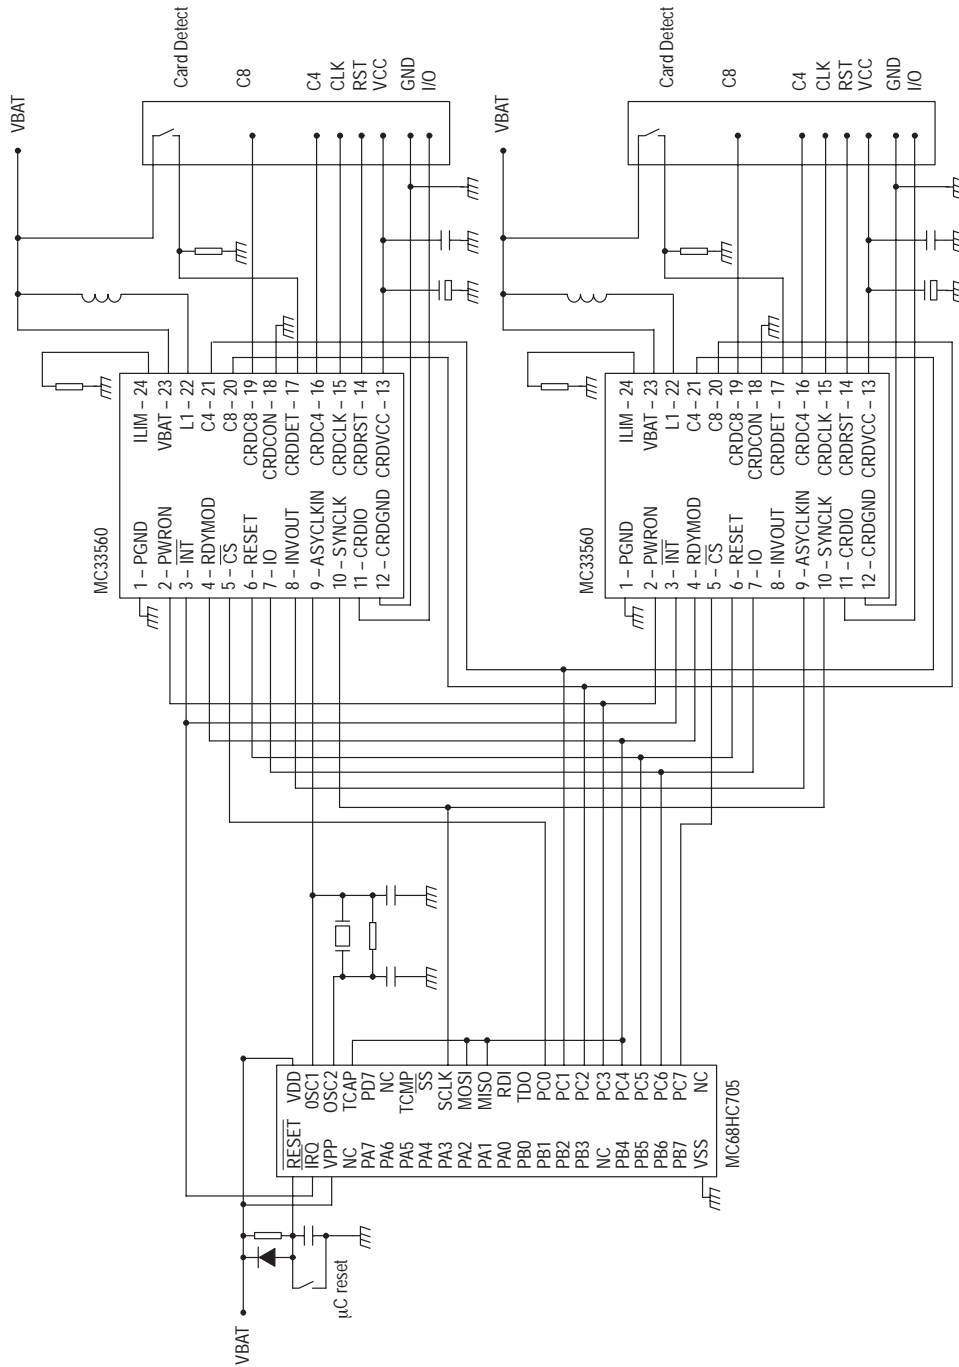 VBAT
Card Detect
C8
C4
CLK
RST
VCC
GND
I/O
MC33560
1 – PGND
2 – PWRON
3 – INT
4 – RDYMOD
5 – CS
6 – RESET
7 – IO
8 – INVOUT
9 – ASYCLKIN
10 – SYNCLK
11 – CRDIO
12 – CRDGND
ILIM – 24
VBAT – 23
L1 – 22
C4 – 21
C8 – 20
CRDC8 – 19
CRDCON – 18
CRDDET – 17
CRDC4 – 16
CRDCLK – 15
CRDRST – 14
CRDVCC – 13
VBAT
Card Detect
C8
C4
CLK
RST
VCC
GND
I/O
MC33560
1 – PGND
2 – PWRON
3 – INT
4 – RDYMOD
5 – CS
6 – RESET
7 – IO
8 – INVOUT
9 – ASYCLKIN
10 – SYNCLK
11 – CRDIO
12 – CRDGND
ILIM – 24
VBAT – 23
L1 – 22
C4 – 21
C8 – 20
CRDC8 – 19
CRDCON – 18
CRDDET – 17
CRDC4 – 16
CRDCLK – 15
CRDRST – 14
CRDVCC – 13
VBAT
µC reset
RESET
IRQ
VPP
NC
PA7
PA6
PA5
PA4
PA3
PA2
PA1
PA0
PB0
PB1
PB2
PB3
NC
PB4
PB5
PB6
PB7
VSS
VDD
0SC1
OSC2
TCAP
PD7
NC
TCMP
SS
SCLK
MOSI
MISO
RDI
TDO
PC0
PC1
PC2
PC3
PC4
PC5
PC6
PC7
NC
MC68HC705